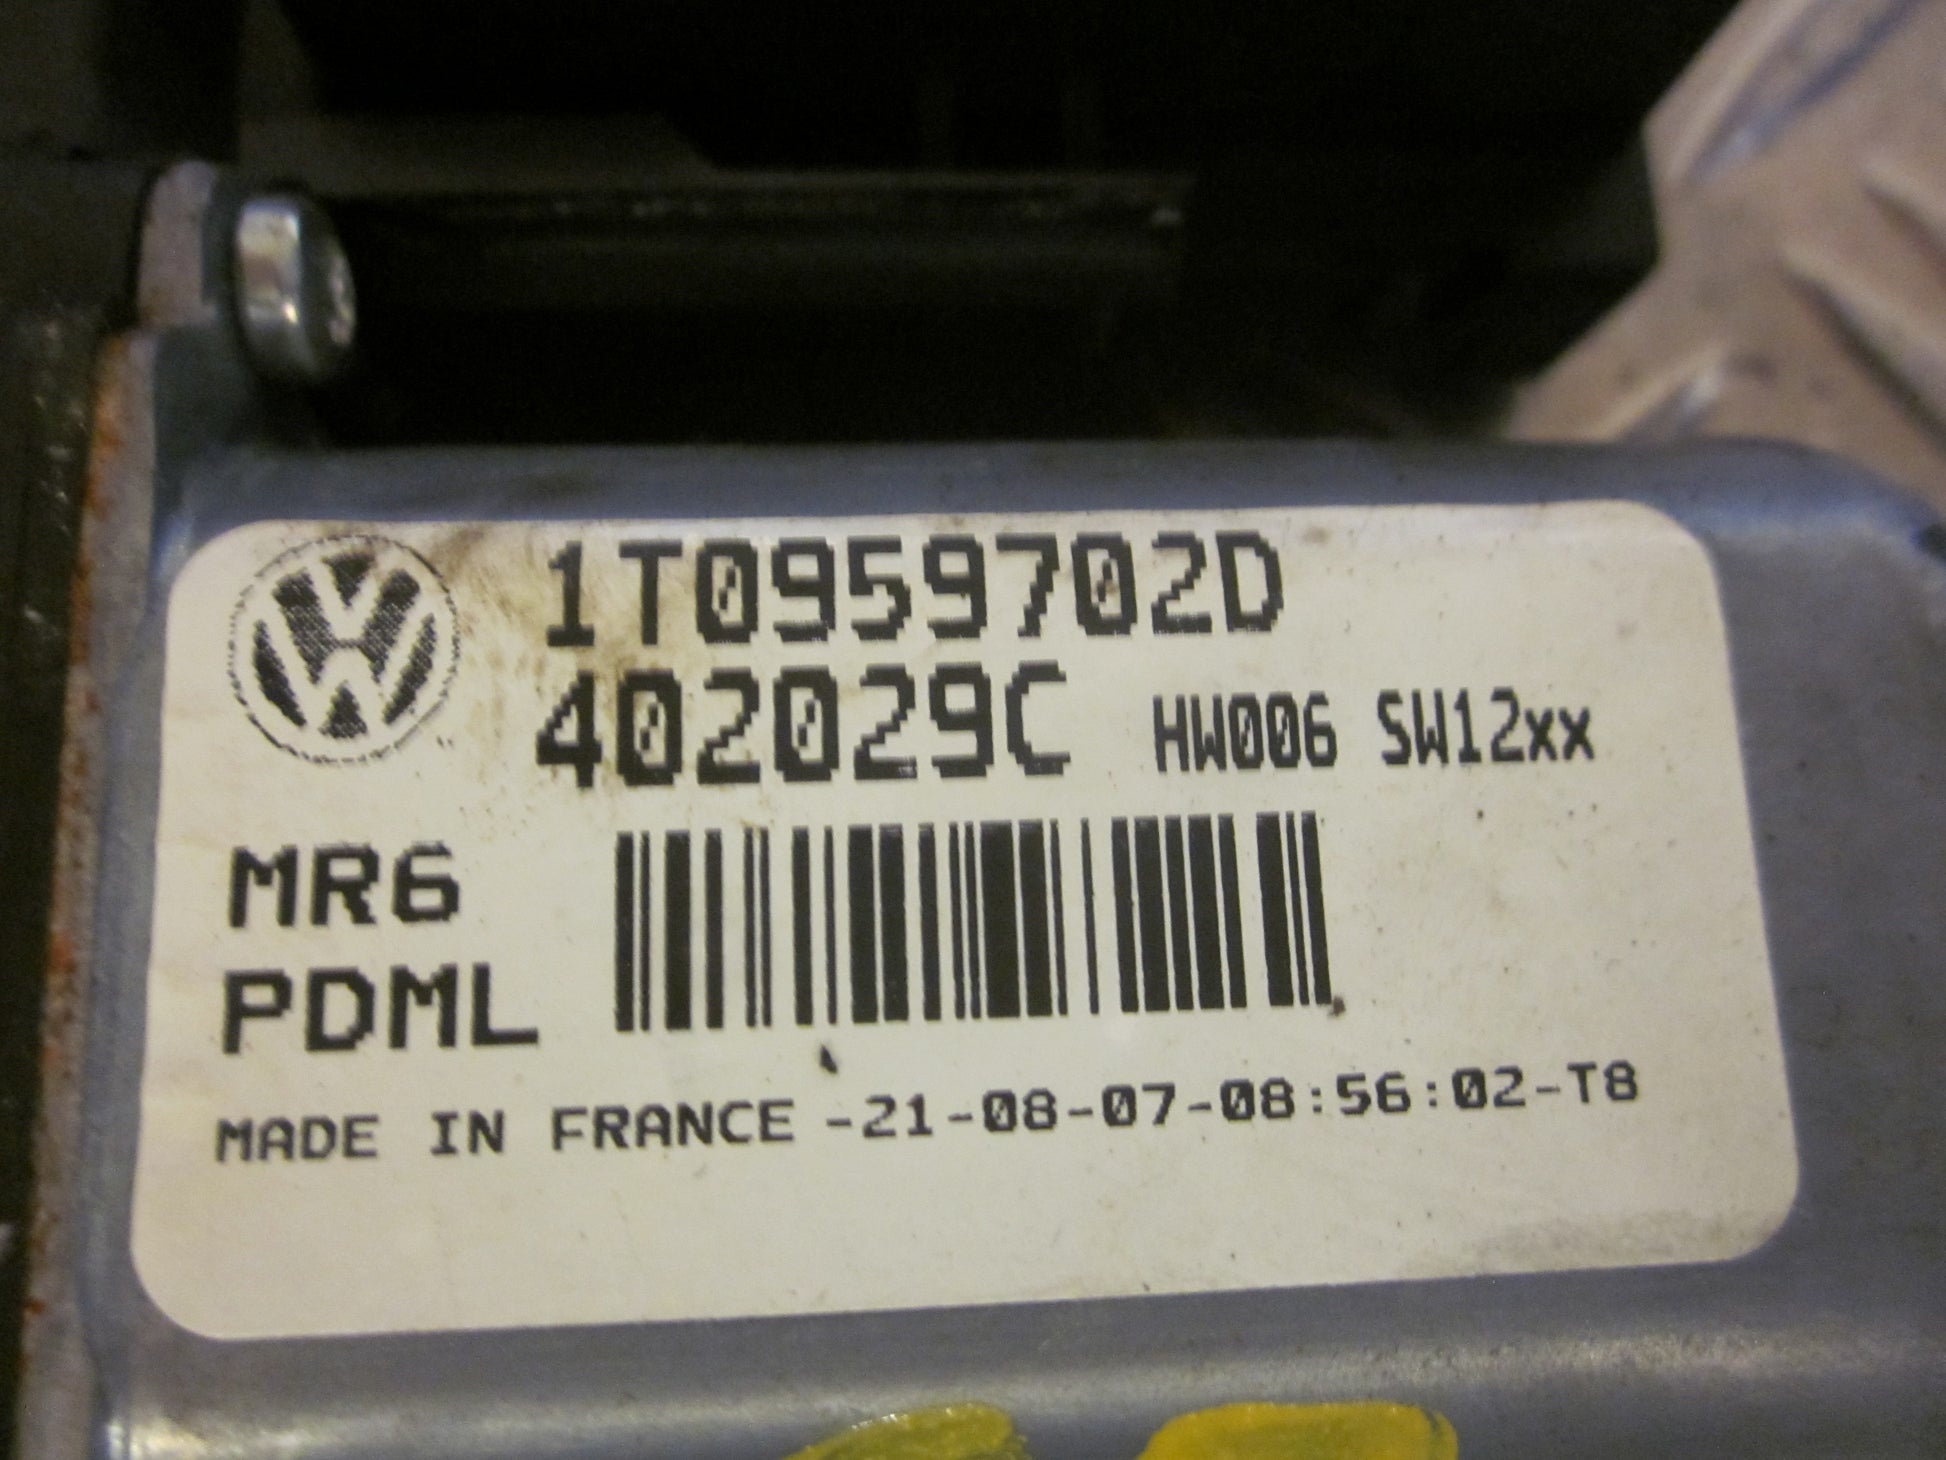 1T0959702D
402029C HW006 SW12xx
MR6
PDML
MADE IN FRANCE -21-08-07-08:56:02-T8